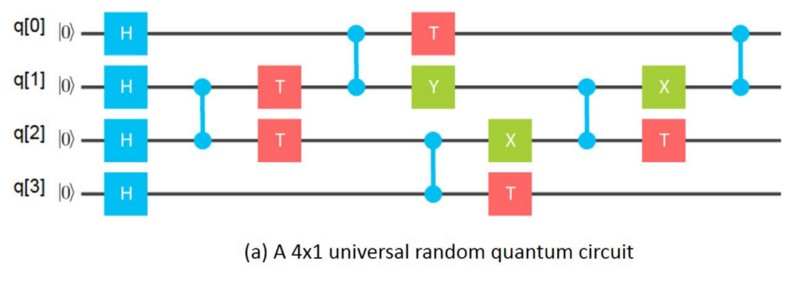 q[0] |0⟩ H T
q[1] |0⟩ H T Y X
q[2] |0⟩ H T X T
q[3] |0⟩ H T
(a) A 4x1 universal random quantum circuit